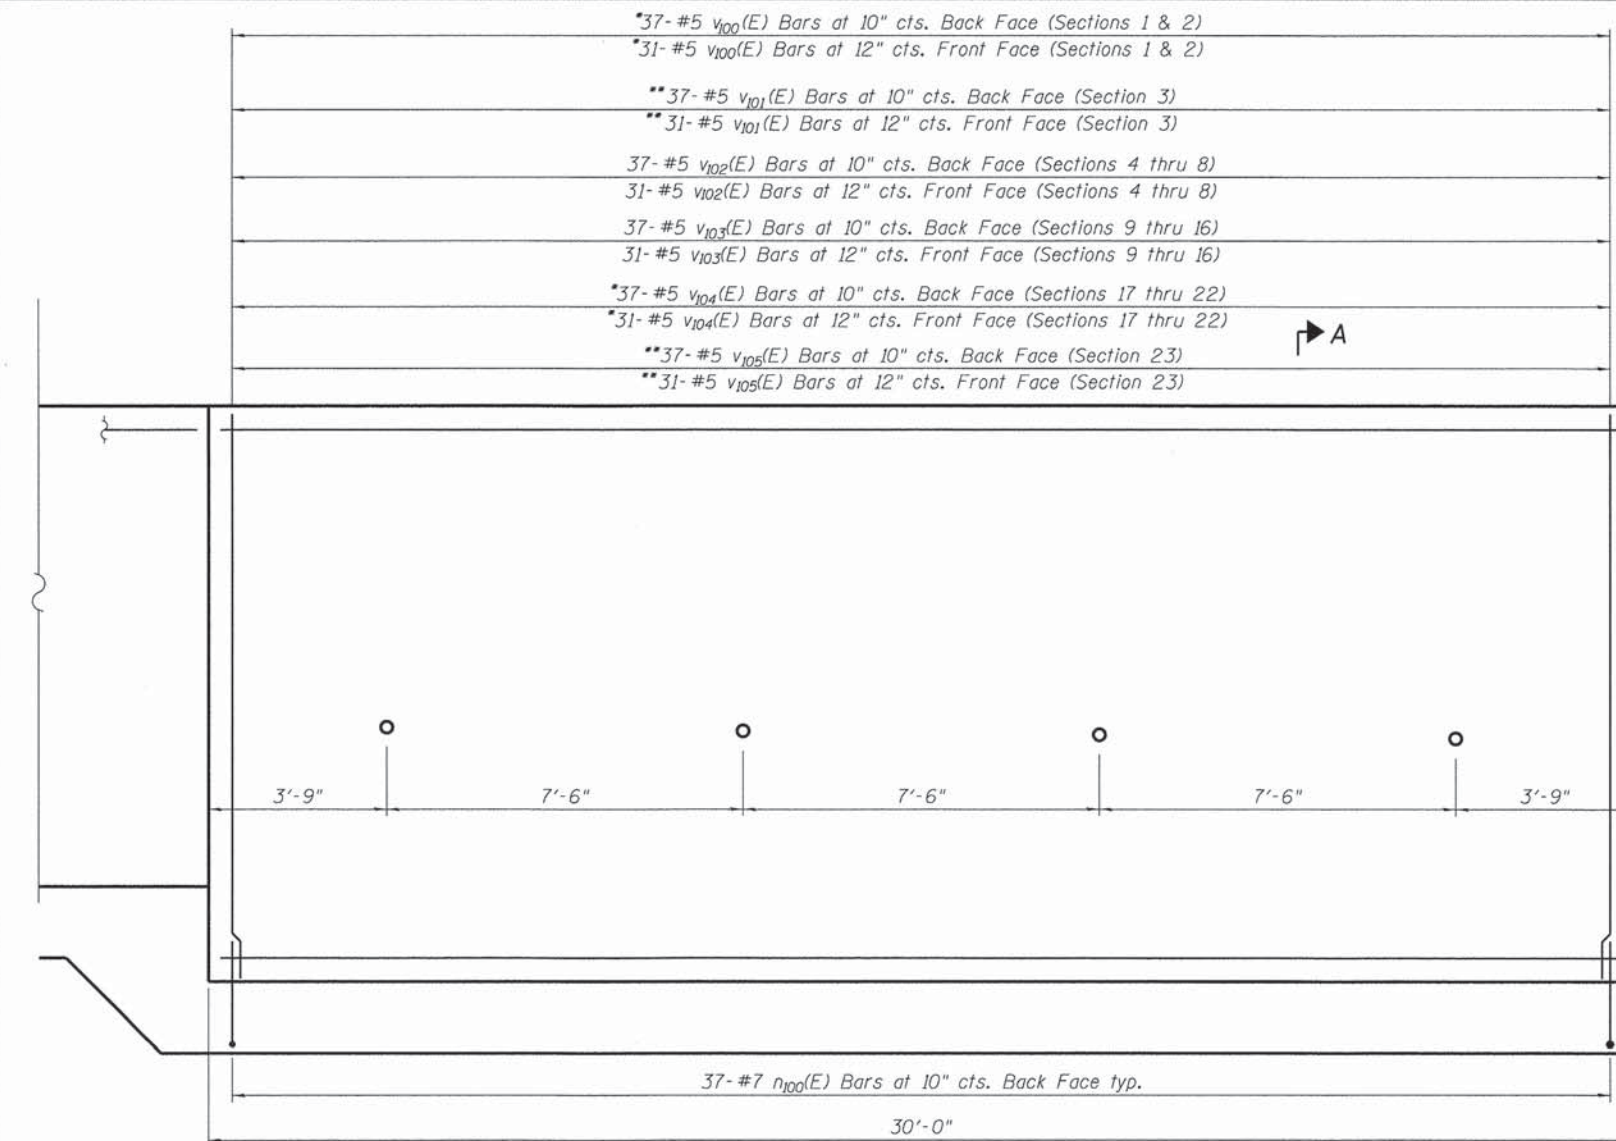 *37- #5 v100(E) Bars at 10" cts. Back Face (Sections 1 & 2)
*31- #5 v100(E) Bars at 12" cts. Front Face (Sections 1 & 2)
**37- #5 v101(E) Bars at 10" cts. Back Face (Section 3)
**31- #5 v101(E) Bars at 12" cts. Front Face (Section 3)
37- #5 v102(E) Bars at 10" cts. Back Face (Sections 4 thru 8)
31- #5 v102(E) Bars at 12" cts. Front Face (Sections 4 thru 8)
37- #5 v103(E) Bars at 10" cts. Back Face (Sections 9 thru 16)
31- #5 v103(E) Bars at 12" cts. Front Face (Sections 9 thru 16)
*37- #5 v104(E) Bars at 10" cts. Back Face (Sections 17 thru 22)
*31- #5 v104(E) Bars at 12" cts. Front Face (Sections 17 thru 22)
A
**37- #5 v105(E) Bars at 10" cts. Back Face (Section 23)
**31- #5 v105(E) Bars at 12" cts. Front Face (Section 23)
3'-9" 7'-6" 7'-6" 7'-6" 3'-9"
37- #7 n100(E) Bars at 10" cts. Back Face typ.
30'-0"